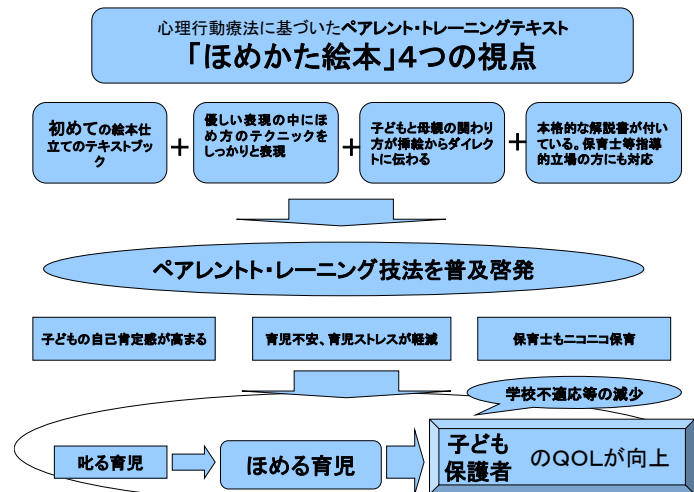 心理行動療法に基づいたペアレント・トレーニングテキスト
「ほめかた絵本」4つの視点
初めての絵本仕
立てのテキストブッ
ク
+
優しい表現の中にほ
め方のテクニックを
しっかりと表現
+
子どもと母親の関わり
方が挿絵からダイレク
トに伝わる
+
本格的な解説書が付い
ている。保育士等指導
的立場の方にも対応
ペアレントト・レーニング技法を普及啓発
子どもの自己肯定感が高まる
育児不安、育児ストレスが軽減
保育士もニコニコ保育
学校不適応等の減少
叱る育児
ほめる育児
子ども
保護者
のQOLが向上